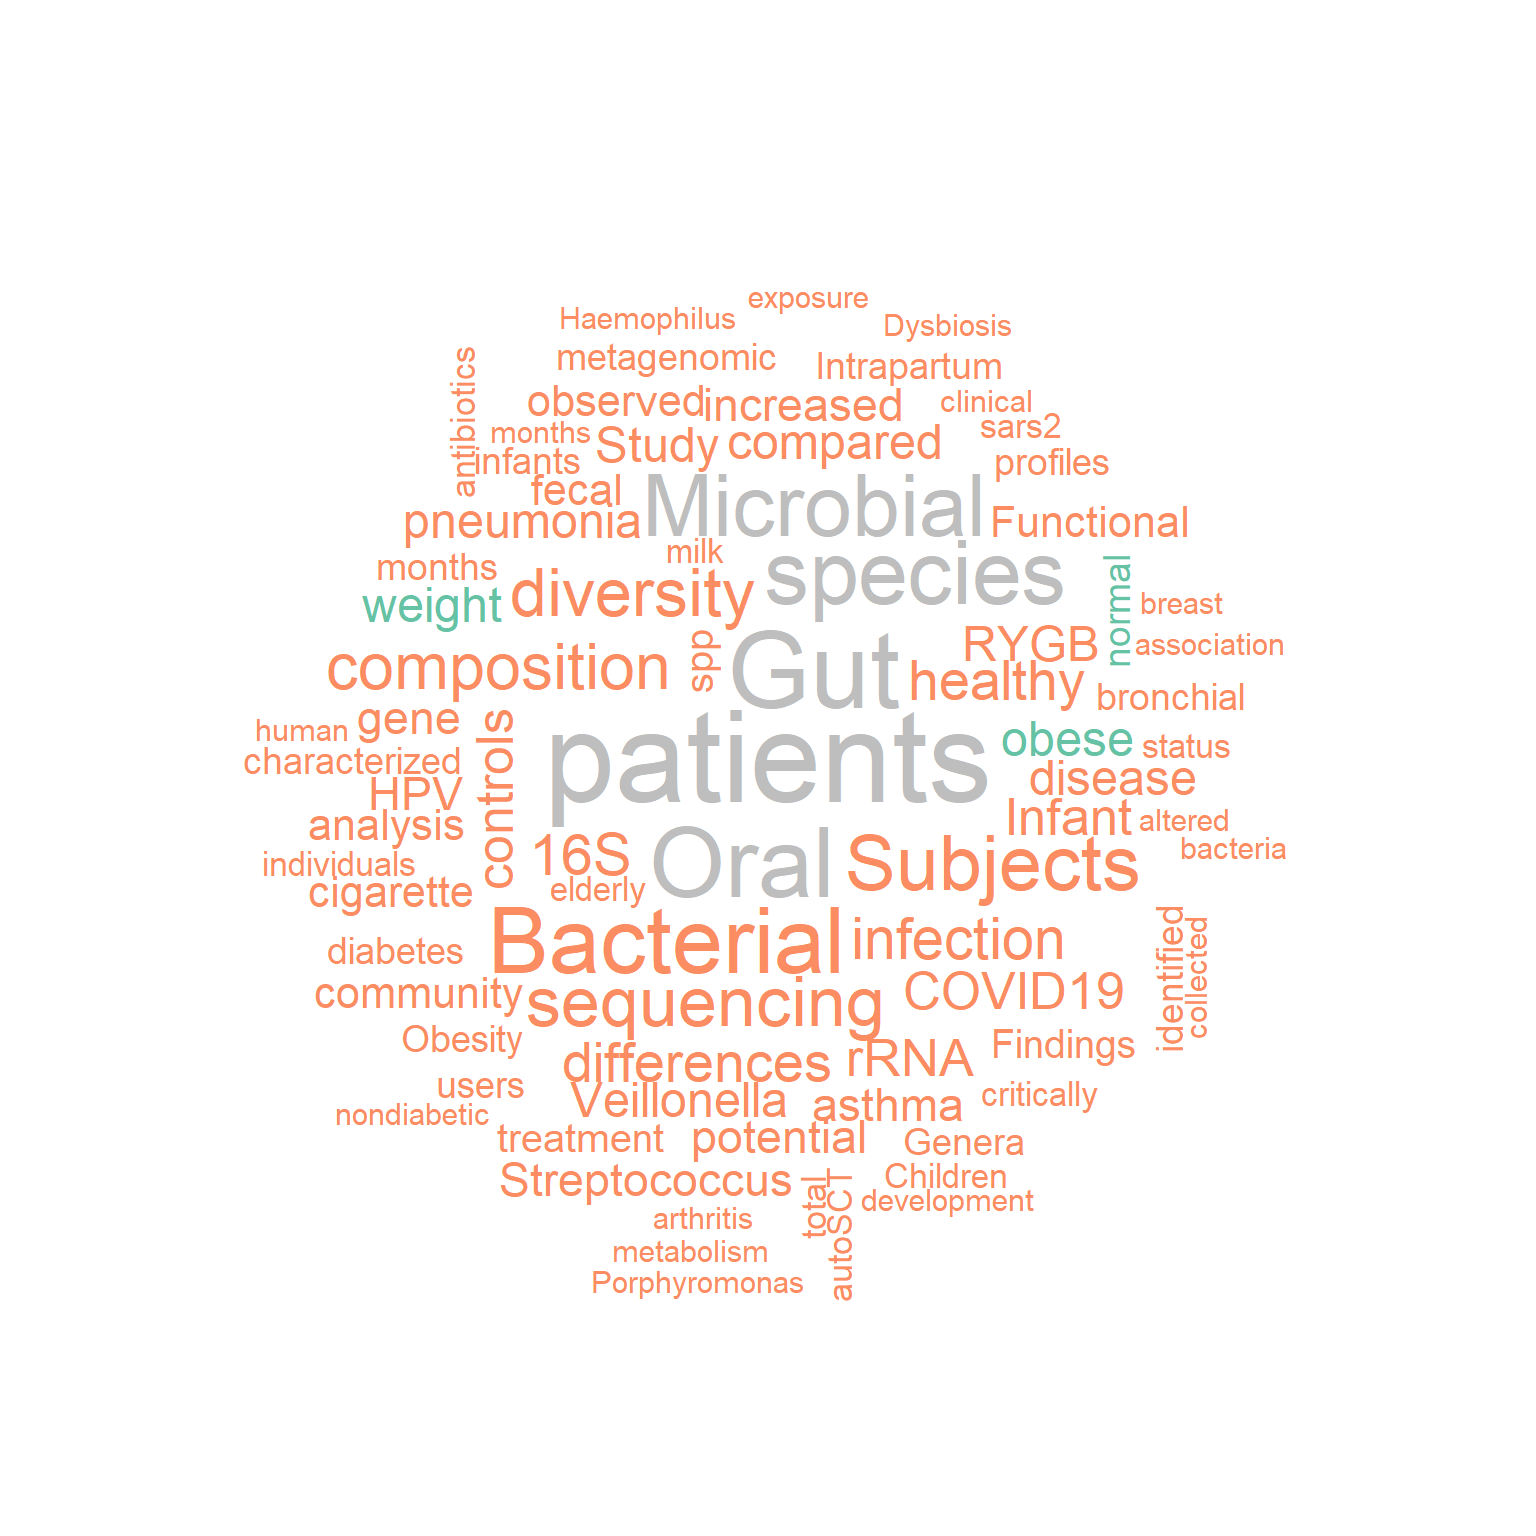 exposure
Haemophilus
Dysbiosis
metagenomic
Intrapartum
antibiotics
observed
increased
clinical
months
Study
compared
sars2
infants
profiles
fecal
Microbial
pneumonia
Functional
milk
species
months
diversity
normal
weight
breast
RYGB
association
spp
Gut
composition
healthy
bronchial
gene
human
obese
status
characterized
controls
patients
disease
HPV
analysis
Infant
altered
bacteria
individuals
16S
Oral
Subjects
cigarette
elderly
Bacterial
infection
diabetes
identified
collected
community
sequencing
COVID19
Obesity
Findings
differences
rRNA
users
Veillonella
asthma
critically
nondiabetic
treatment
potential
Genera
Streptococcus
Children
total
autoSCT
development
arthritis
metabolism
Porphyromonas